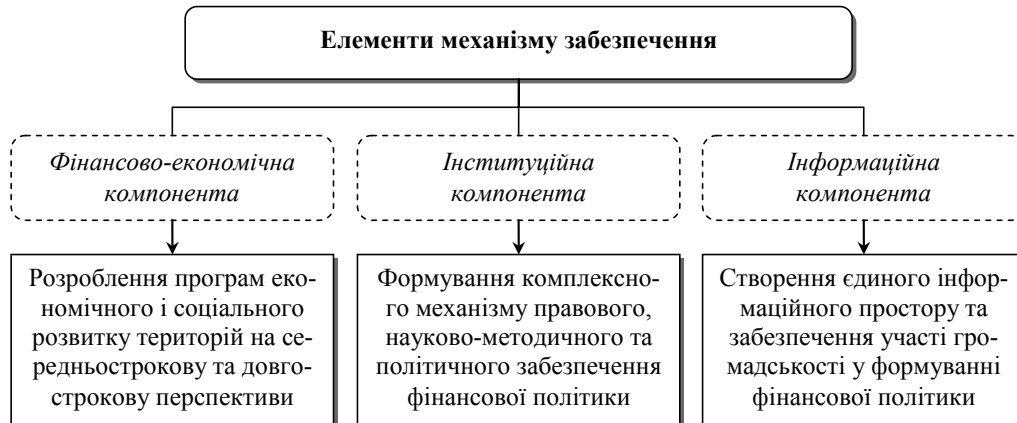 Елементи механізму забезпечення
Фінансово-економічна
компонента
Інституційна
компонента
Інформаційна
компонента
Розроблення програм еко-
номічного і соціального
розвитку територій на се-
редньострокову та довго-
строкову перспективи
Формування комплексно-
го механізму правового,
науково-методичного та
політичного забезпечення
фінансової політики
Створення єдиного інфор-
маційного простору та
забезпечення участі гро-
мадськості у формуванні
фінансової політики